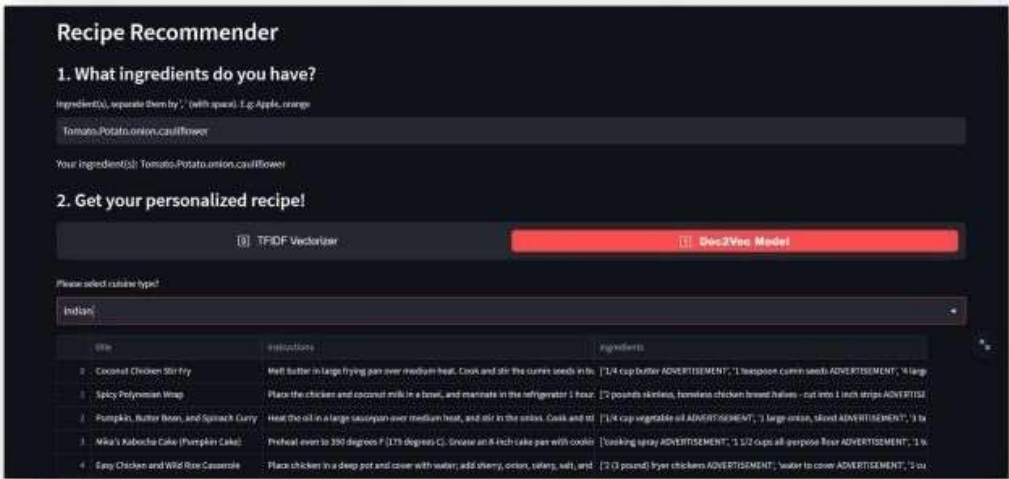 Recipe Recommender
1. What ingredients do you have?
Ingredient(s), separate them by ', ' (with space). E.g: Apple, orange
Tomato.Potato.onion.cauliflower
Your ingredient(s): Tomato.Potato.onion.cauliflower
2. Get your personalized recipe!
[0] TFIDF Vectorizer [1] Doc2Vec Model
Please select cuisine type?
Indian
title instructions ingredients
0 Coconut Chicken Stir-Fry Melt butter in large frying pan over medium heat. Cook and stir the cumin seeds in ['1/4 cup butter ADVERTISEMENT', '1 teaspoon cumin seeds ADVERTISEMENT', '4 large
1 Spicy Polynesian Wrap Place the chicken and coconut milk in a bowl, and marinate in the refrigerator 1 hour. ['2 pounds skinless, boneless chicken breast halves - cut into 1 inch strips ADVERTISE
2 Pumpkin, Butter Bean, and Spinach Curry Heat the oil in a large saucepan over medium heat, and stir in the onion. Cook and sti ['1/4 cup vegetable oil ADVERTISEMENT', '1 large onion, sliced ADVERTISEMENT',
3 Mika's Kabocha Cake (Pumpkin Cake) Preheat oven to 350 degrees F (175 degrees C). Grease an 8-inch cake pan with cookin ['cooking spray ADVERTISEMENT', '1 1/2 cups all-purpose flour ADVERTISEMENT',
4 Easy Chicken and Wild Rice Casserole Place chicken in a deep pot and cover with water; add sherry, onion, celery, salt, and ['2 (3 pound) fryer chickens ADVERTISEMENT', 'water to cover ADVERTISEMENT',